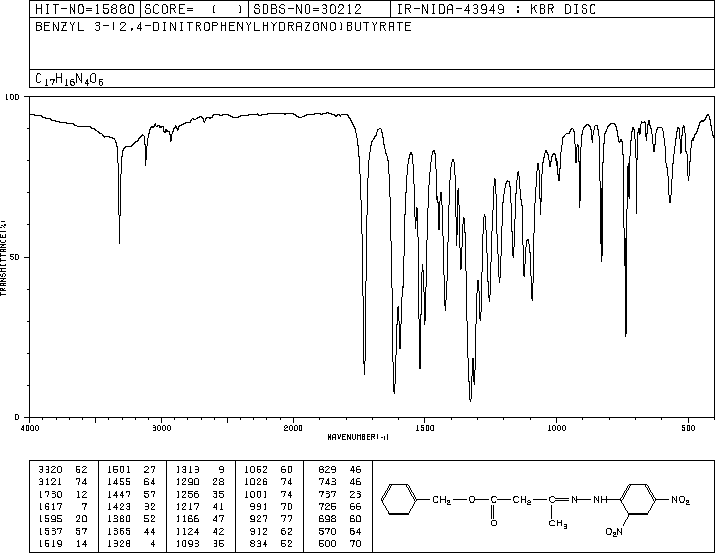 HIT-NO=15880 SCORE= ( ) SDBS-NO=30212 IR-NIDA-43949 : KBR DISC
BENZYL 3-(2,4-DINITROPHENYLHYDRAZONO)BUTYRATE
C17H16N4O6
100
50
0
TRANSMITTANCE(%)
4000 3000 2000 1500 1000 500
WAVENUMBER(-1)
3320 62 1501 27 1313 9 1062 60 829 46
3121 74 1455 64 1290 28 1026 74 743 46
1730 12 1447 57 1256 35 1001 74 737 23
1617 7 1423 32 1217 41 991 70 725 66
1595 20 1380 52 1166 47 927 77 698 60
1537 57 1365 44 1124 42 912 62 570 64
1519 14 1328 4 1093 35 834 62 500 70
CH2 O C CH2 C N NH NO2
O CH3 O2N